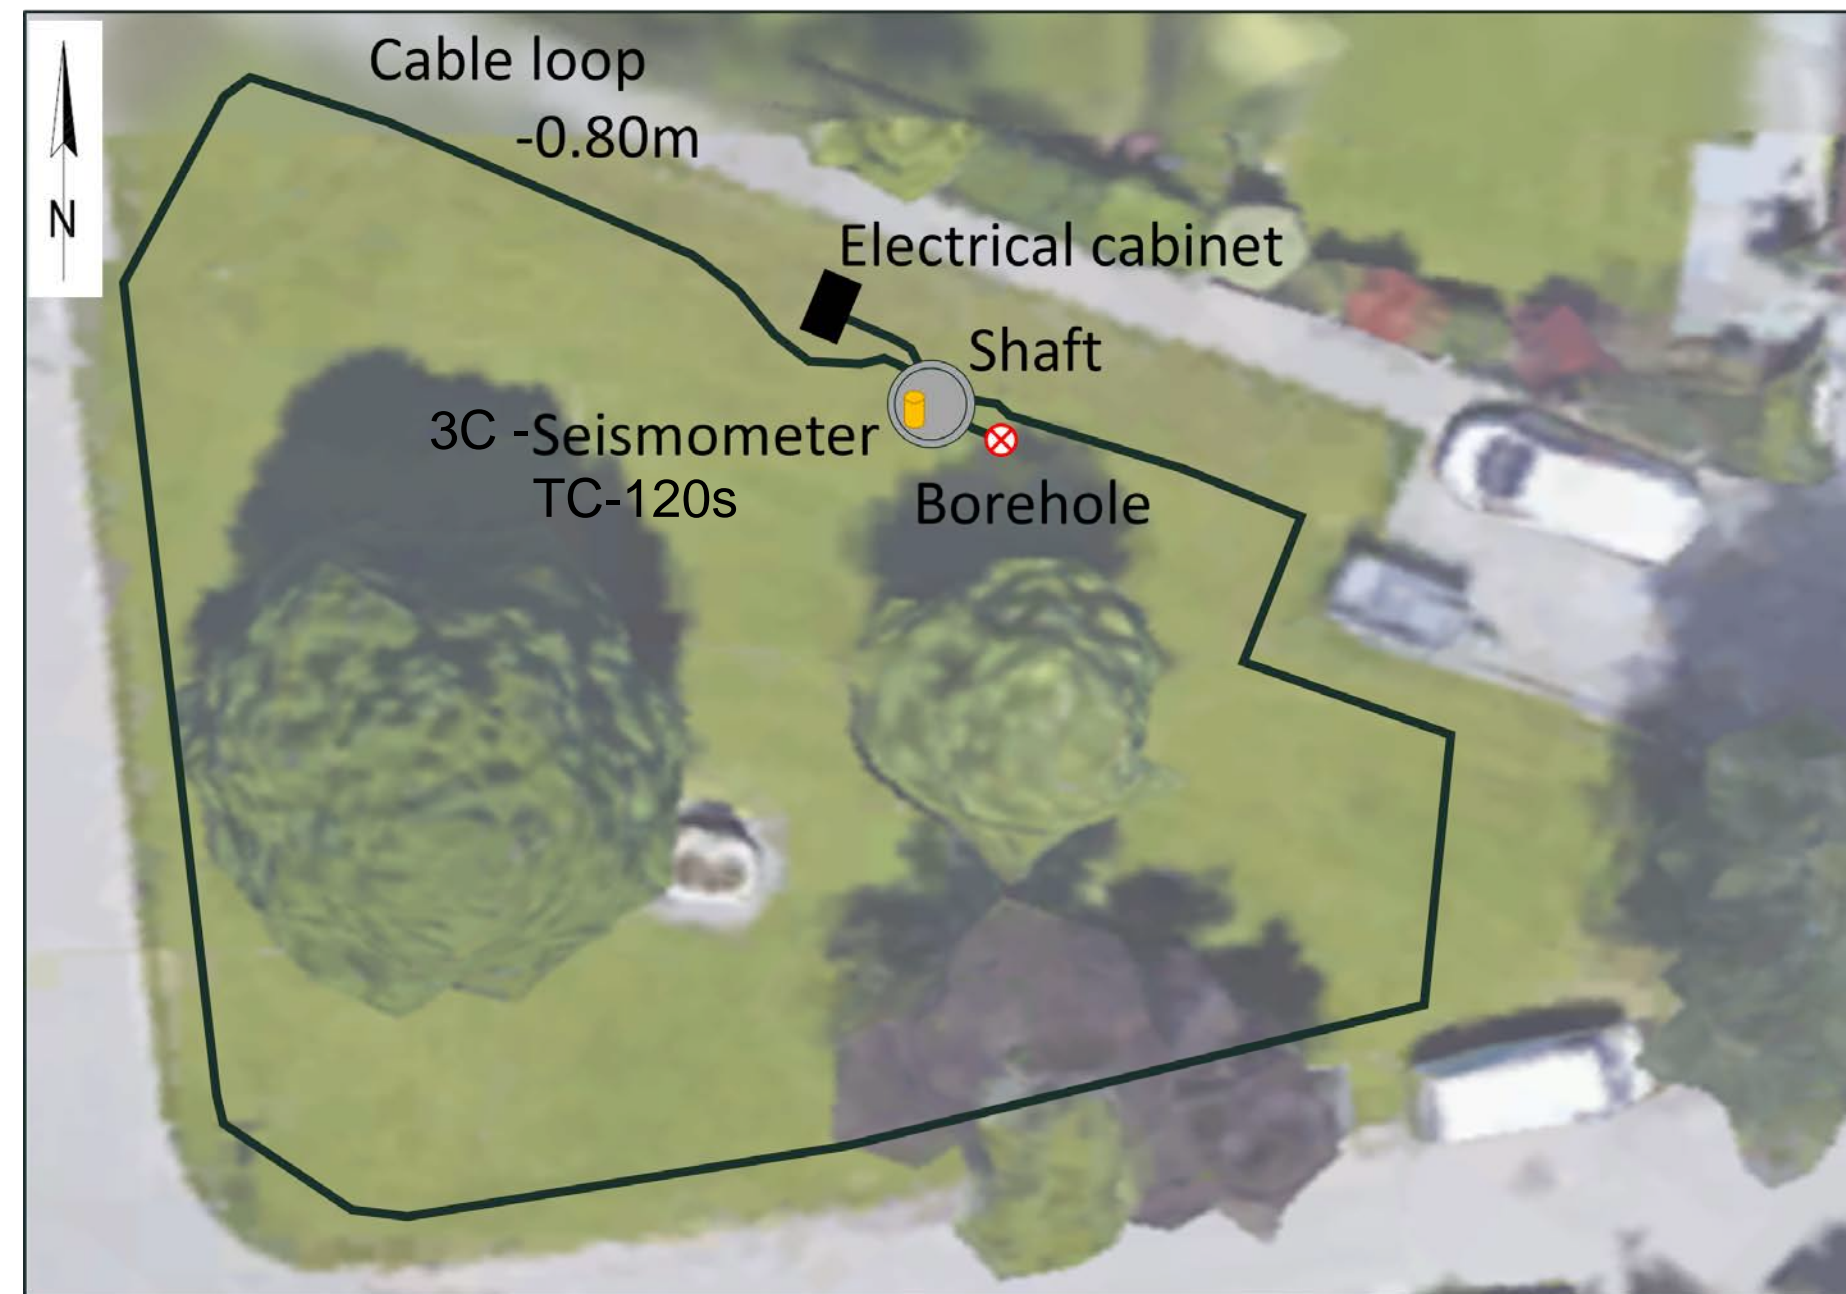 Cable loop
-0.80m
N
Electrical cabinet
Shaft
3C -Seismometer
TC-120s
Borehole